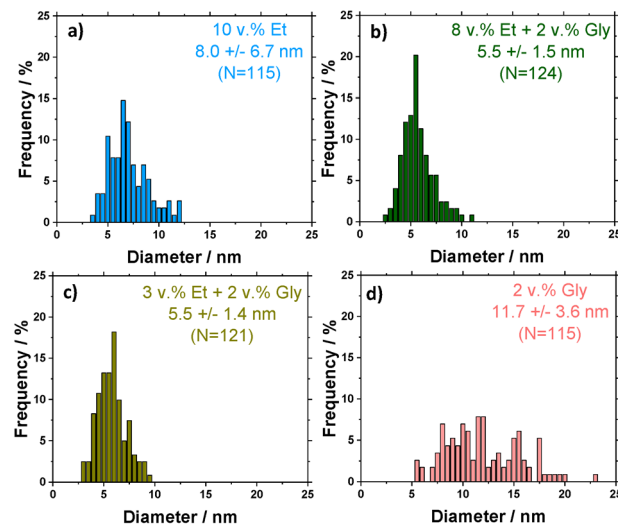 a)
10 v.% Et
8.0 +/- 6.7 nm
(N=115)
Frequency / %
25
20
15
10
5
0
0 5 10 15 20 25
Diameter / nm
b)
8 v.% Et + 2 v.% Gly
5.5 +/- 1.5 nm
(N=124)
Frequency / %
25
20
15
10
5
0
0 5 10 15 20 25
Diameter / nm
c)
3 v.% Et + 2 v.% Gly
5.5 +/- 1.4 nm
(N=121)
Frequency / %
25
20
15
10
5
0
0 5 10 15 20 25
Diameter / nm
d)
2 v.% Gly
11.7 +/- 3.6 nm
(N=115)
Frequency / %
25
20
15
10
5
0
0 5 10 15 20 25
Diameter / nm